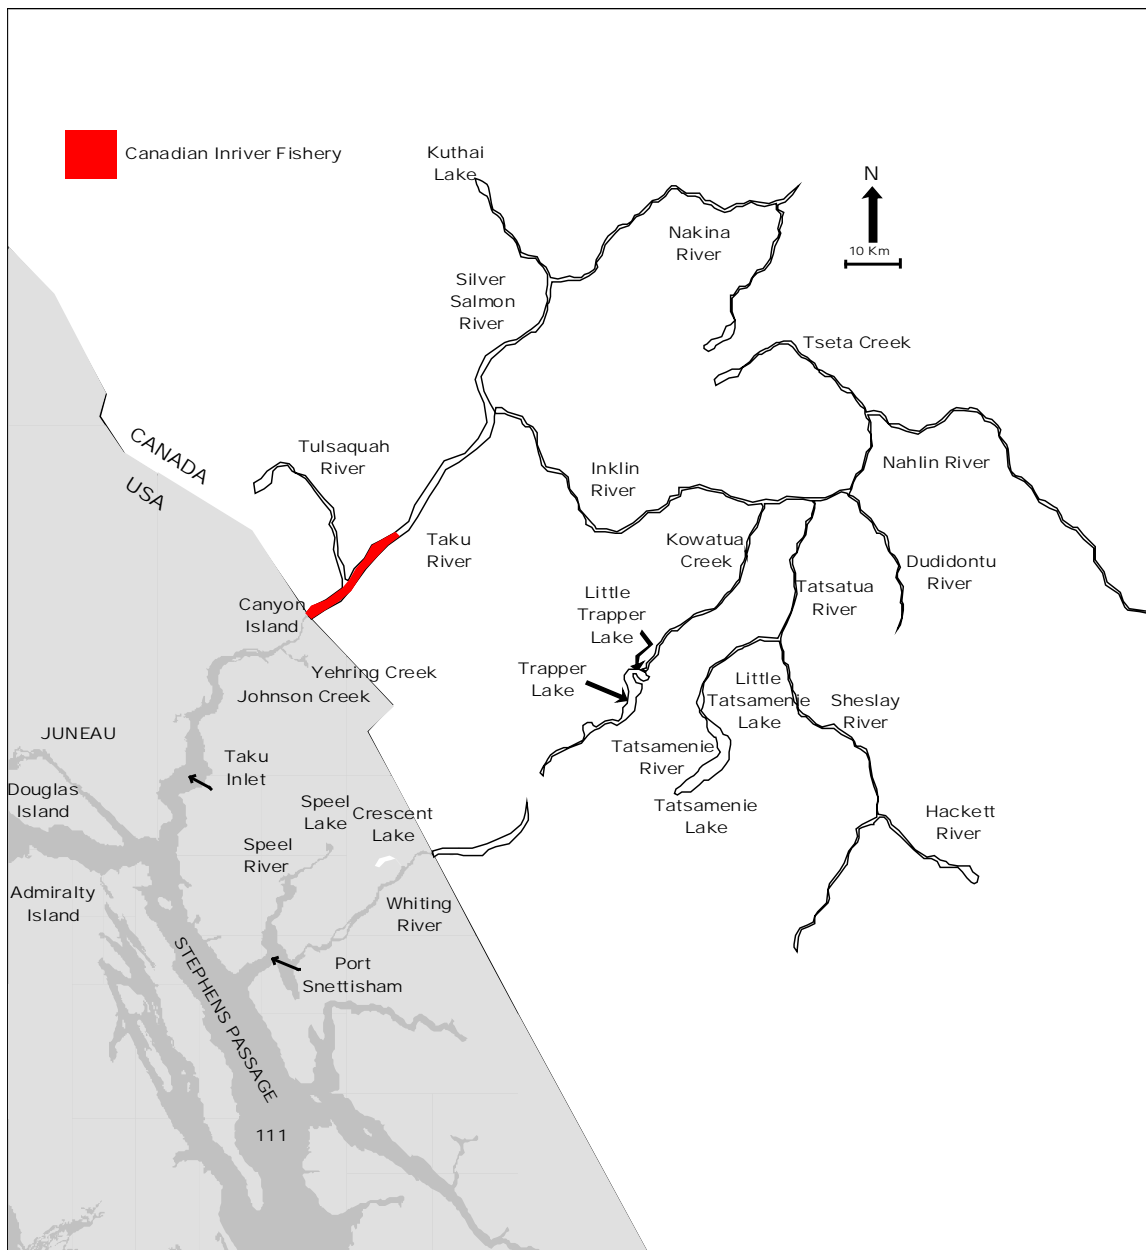 Canadian Inriver Fishery
Kuthai
Lake
N
10 Km
Nakina
River
Silver
Salmon
River
Tseta Creek
CANADA
USA
Tulsaquah
River
Inklin
River
Nahlin River
Taku
River
Kowatua
Creek
Dudidontu
River
Tatsatua
River
Little
Trapper
Lake
Canyon
Island
Yehring Creek
Johnson Creek
Trapper
Lake
Little
Tatsamenie
Lake
Sheslay
River
JUNEAU
Taku
Inlet
Tatsamenie
River
Douglas
Island
Tatsamenie
Lake
Speel
Lake
Crescent
Lake
Hackett
River
Speel
River
Admiralty
Island
Whiting
River
STEPHENS PASSAGE
Port
Snettisham
111